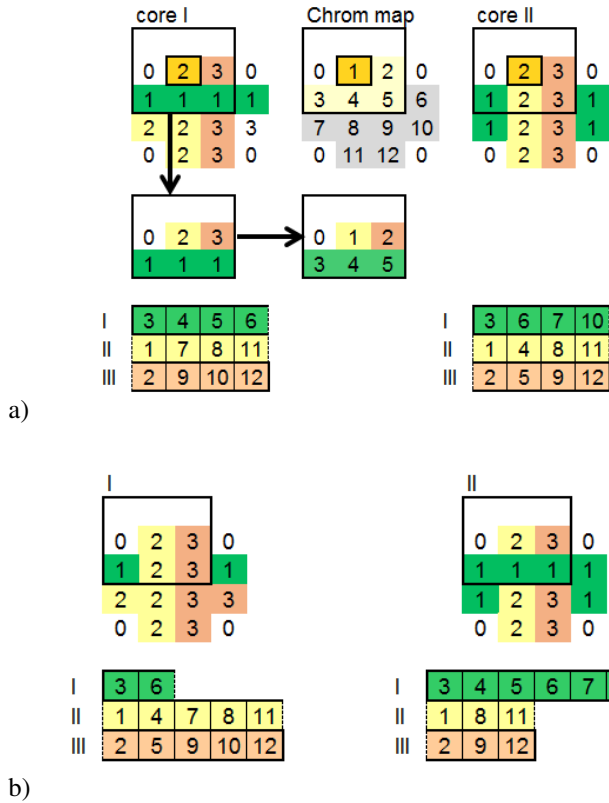 core I Chrom map core II
0 2 3 0 0 1 2 0 0 2 3 0
1 1 1 1 3 4 5 6 1 2 3 1
2 2 3 3 7 8 9 10 1 2 3 1
0 2 3 0 0 11 12 0 0 2 3 0
0 2 3 0 1 2
1 1 1 3 4 5
I 3 4 5 6 I 3 6 7 10
II 1 7 8 11 II 1 4 8 11
III 2 9 10 12 III 2 5 9 12
a)
I II
0 2 3 0 0 2 3 0
1 2 3 1 1 1 1 1
2 2 3 3 1 2 3 1
0 2 3 0 0 2 3 0
I 3 6 I 3 4 5 6 7
II 1 4 7 8 11 II 1 8 11
III 2 5 9 10 12 III 2 9 12
b)